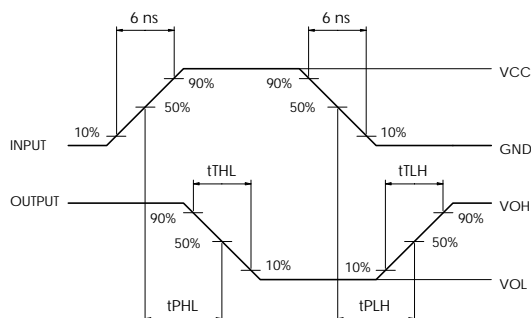 6 ns 6 ns
VCC
90% 90%
50% 50%
10% 10%
INPUT
GND
tTHL tTLH
OUTPUT VOH
90% 90%
50% 50%
10% 10%
VOL
tPHL tPLH